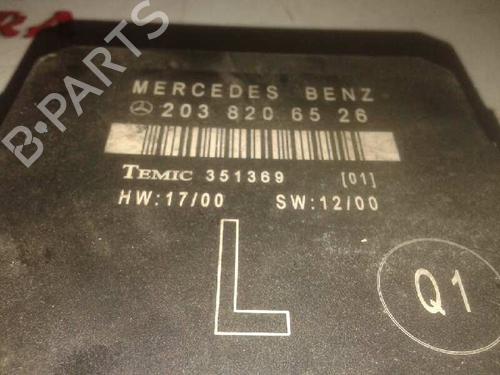 MERCEDES BENZ
203 820 65 26
TEMIC 351369 [01]
HW:17/00 SW:12/00
L
Q1
B-PARTS